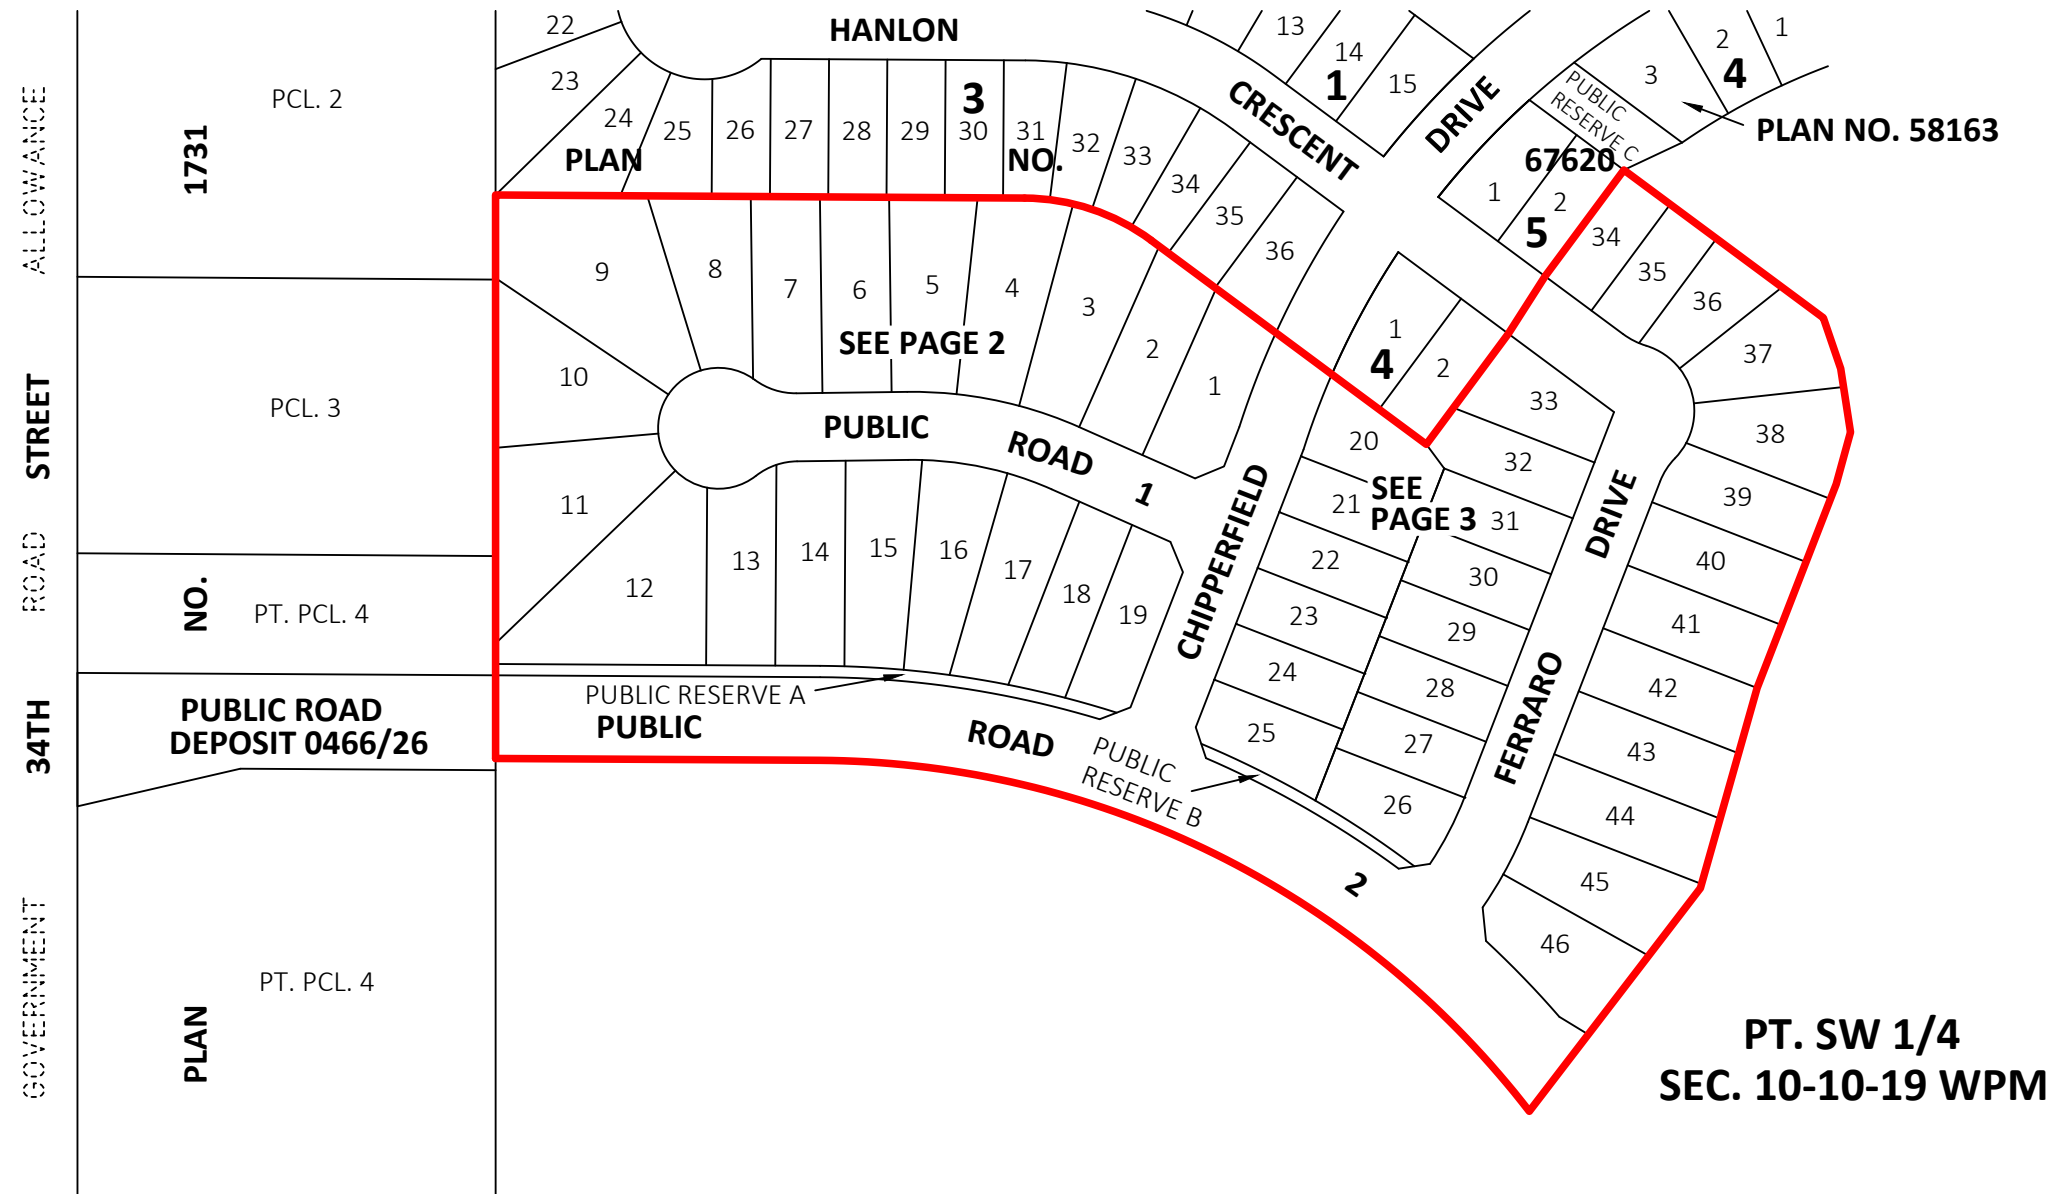 GOVERNMENT ROAD ALLOWANCE
34TH STREET
PLAN NO. 1731
PCL. 2
PCL. 3
PT. PCL. 4
PUBLIC ROAD
DEPOSIT 0466/26
PT. PCL. 4
HANLON CRESCENT
22
23
24
25
26
27
28
29
3
30
31
32
33
34
35
36
PLAN NO. 67620
13
14
1
15
DRIVE
PUBLIC
RESERVE C
3
2
4
1
PLAN NO. 58163
1
2
5
1
4
2
9
8
7
6
5
4
3
2
1
SEE PAGE 2
10
11
12
PUBLIC ROAD 1
13
14
15
16
17
18
19
PUBLIC RESERVE A
PUBLIC ROAD 2
PUBLIC
RESERVE B
CHIPPERFIELD
20
21
22
23
24
25
SEE
PAGE 3
33
32
31
30
29
28
27
26
FERRARO DRIVE
34
35
36
37
38
39
40
41
42
43
44
45
46
PT. SW 1/4
SEC. 10-10-19 WPM